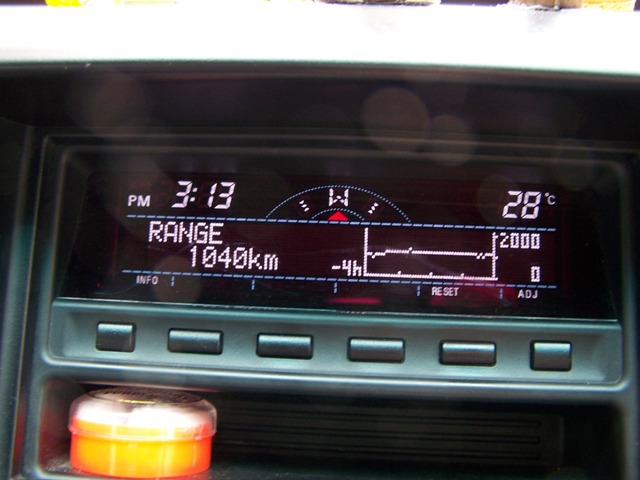 PM 3:13 W 28°C
RANGE
1040km
-4h
2000
0
INFO RESET ADJ